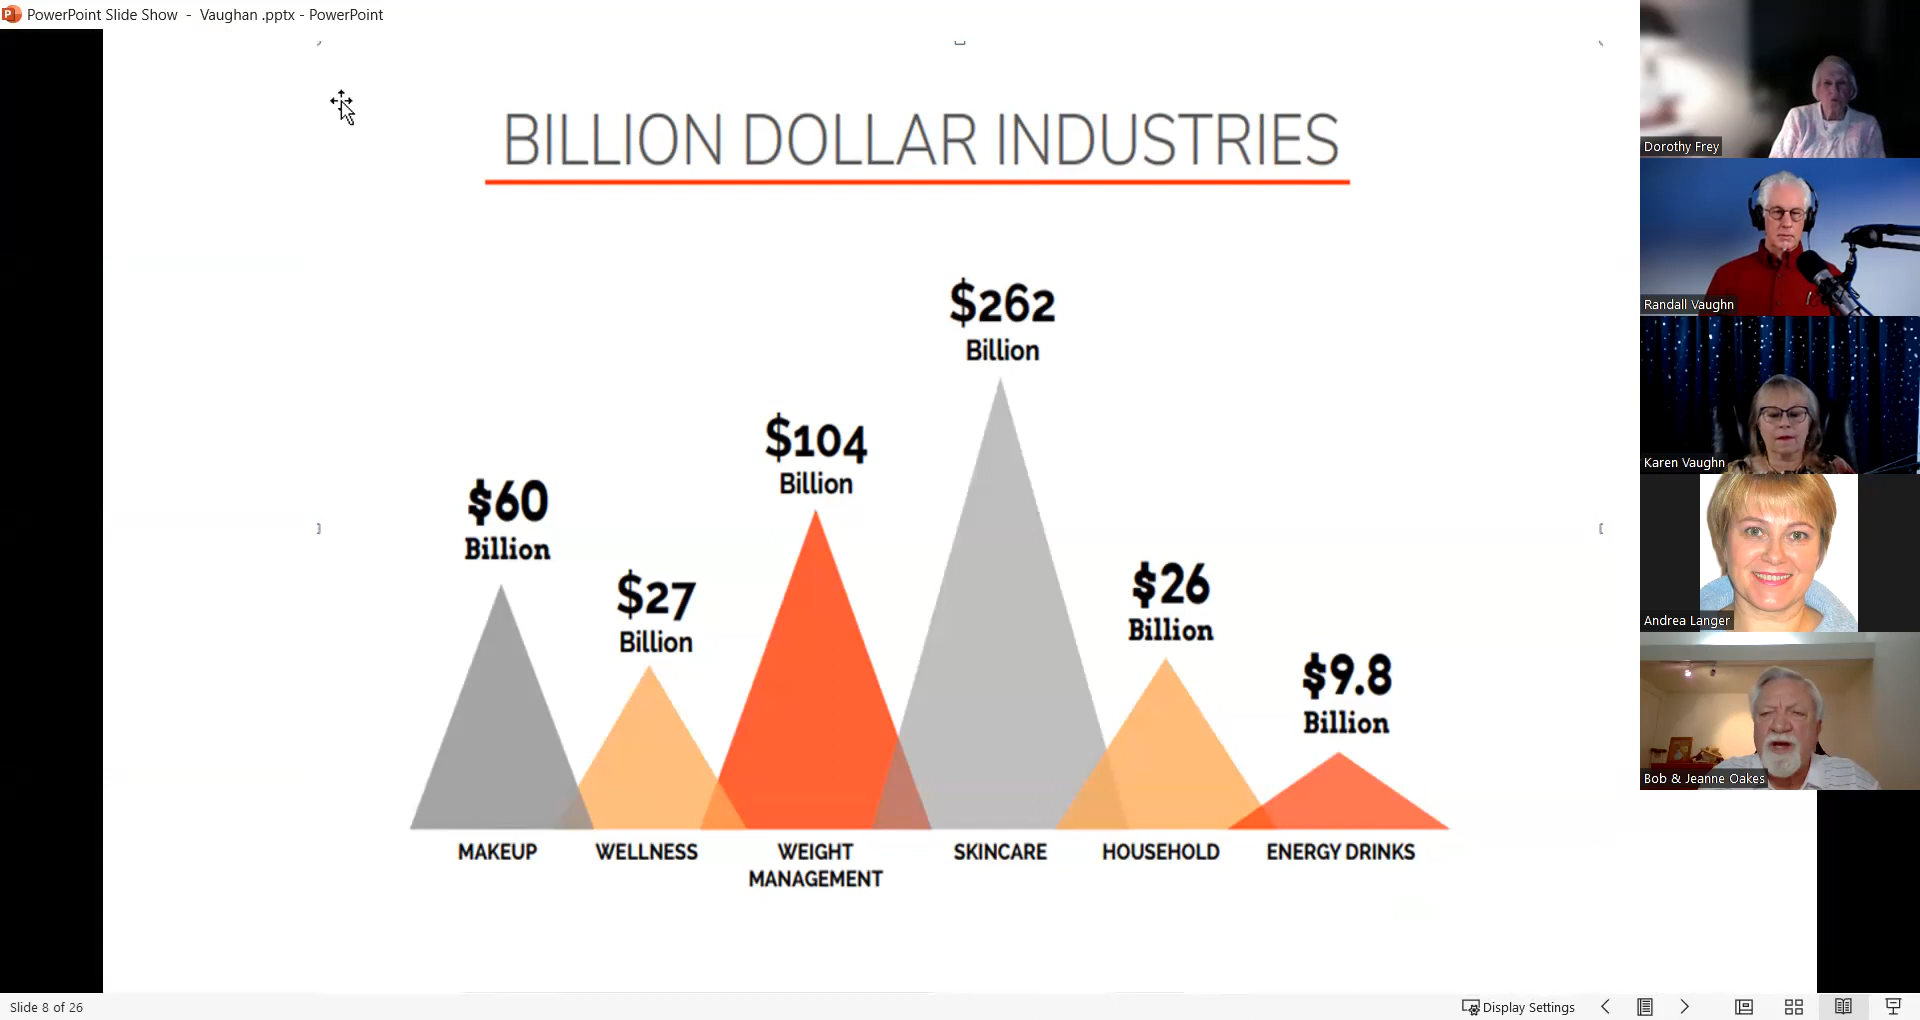 PowerPoint Slide Show - Vaughan .pptx - PowerPoint
BILLION DOLLAR INDUSTRIES
$262
Billion
$104
Billion
$60
Billion
$27
Billion
$26
Billion
$9.8
Billion
MAKEUP
WELLNESS
WEIGHT
MANAGEMENT
SKINCARE
HOUSEHOLD
ENERGY DRINKS
Dorothy Frey
Randall Vaughn
Karen Vaughn
Andrea Langer
Bob & Jeanne Oakes
Slide 8 of 26
Display Settings